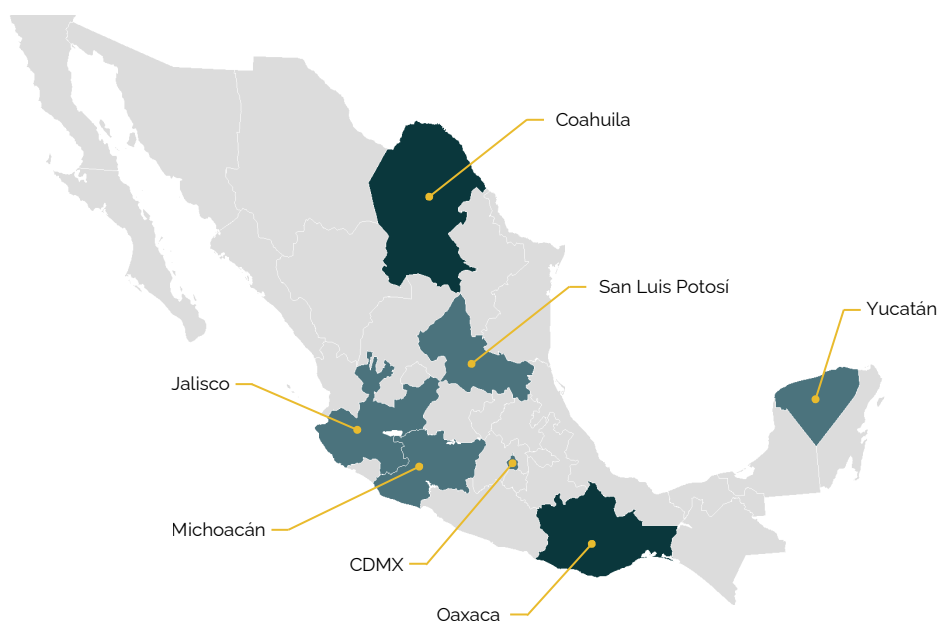 Coahuila
San Luis Potosí
Yucatán
Jalisco
Michoacán
CDMX
Oaxaca